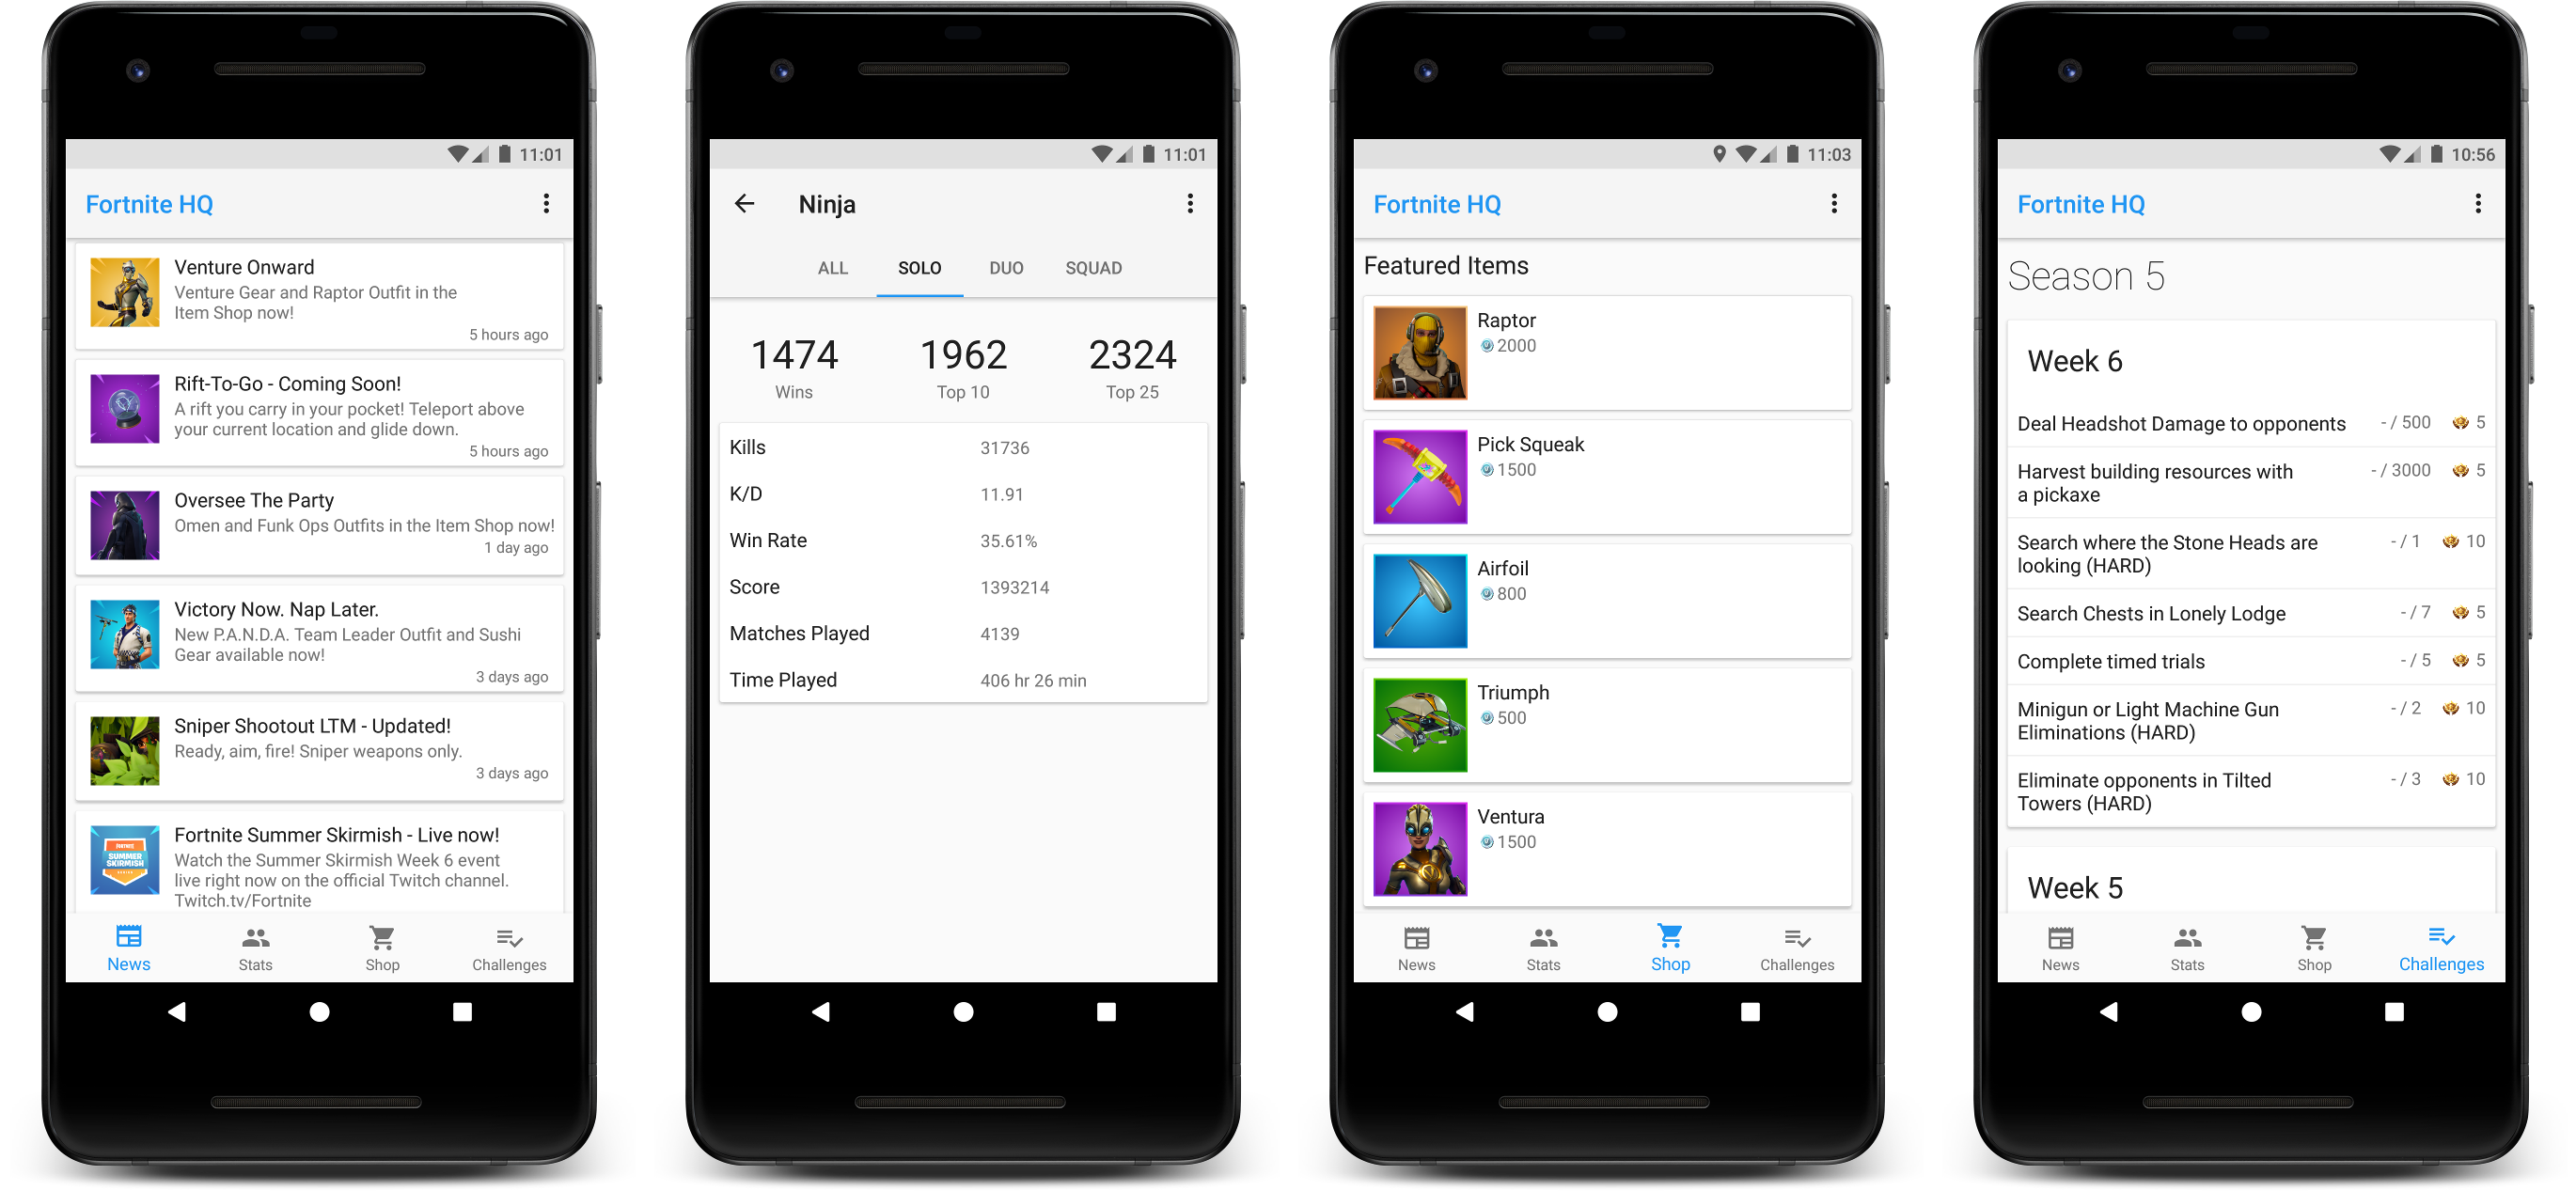 11:01
Fortnite HQ
Venture Onward
Venture Gear and Raptor Outfit in the
Item Shop now!
5 hours ago
Rift-To-Go - Coming Soon!
A rift you carry in your pocket! Teleport above
your current location and glide down.
5 hours ago
Oversee The Party
Omen and Funk Ops Outfits in the Item Shop now!
1 day ago
Victory Now. Nap Later.
New P.A.N.D.A. Team Leader Outfit and Sushi
Gear available now!
3 days ago
Sniper Shootout LTM - Updated!
Ready, aim, fire! Sniper weapons only.
3 days ago
FORTNITE
SUMMER
SKIRMISH
Fortnite Summer Skirmish - Live now!
Watch the Summer Skirmish Week 6 event
live right now on the official Twitch channel.
Twitch.tv/Fortnite
News Stats Shop Challenges
11:01
Ninja
ALL SOLO DUO SQUAD
1474 1962 2324
Wins Top 10 Top 25
Kills 31736
K/D 11.91
Win Rate 35.61%
Score 1393214
Matches Played 4139
Time Played 406 hr 26 min
11:03
Fortnite HQ
Featured Items
Raptor
2000
Pick Squeak
1500
Airfoil
800
Triumph
500
Ventura
1500
News Stats Shop Challenges
10:56
Fortnite HQ
Season 5
Week 6
Deal Headshot Damage to opponents - / 500 5
Harvest building resources with - / 3000 5
a pickaxe
Search where the Stone Heads are - / 1 10
looking (HARD)
Search Chests in Lonely Lodge - / 7 5
Complete timed trials - / 5 5
Minigun or Light Machine Gun - / 2 10
Eliminations (HARD)
Eliminate opponents in Tilted - / 3 10
Towers (HARD)
Week 5
News Stats Shop Challenges